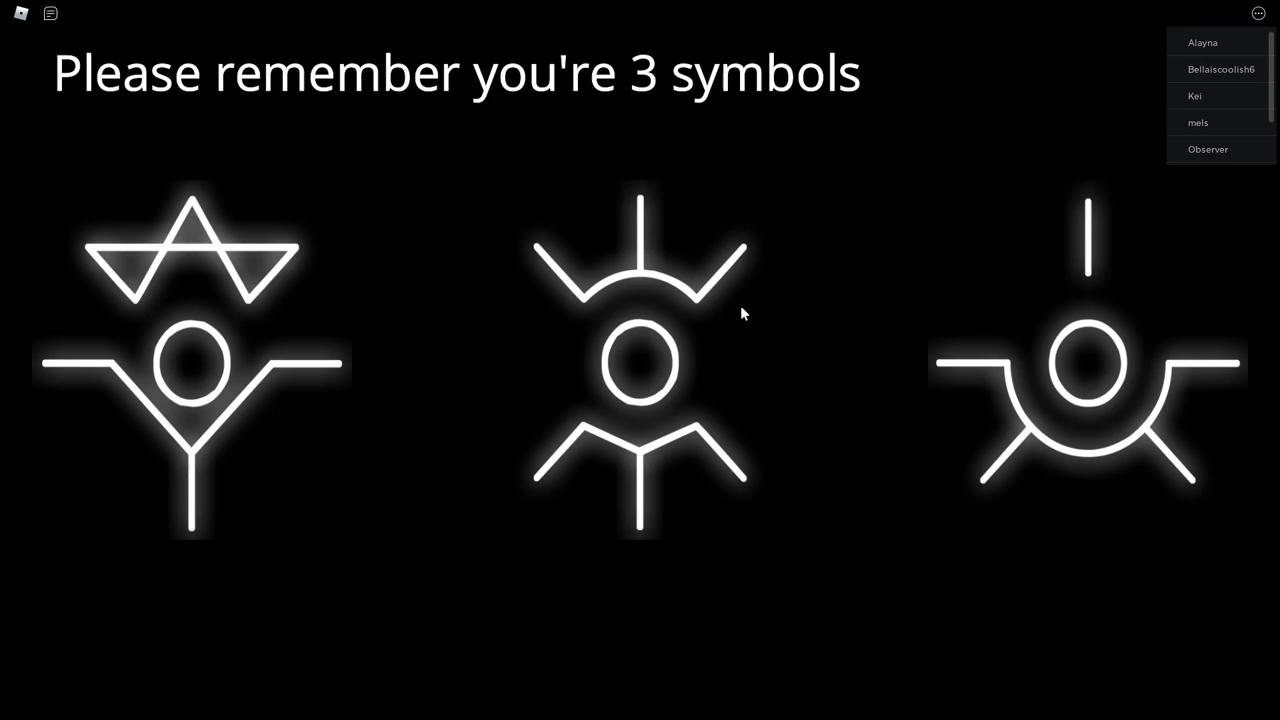 Please remember you're 3 symbols
Alayna
Bellaiscoolish6
Kei
mels
Observer